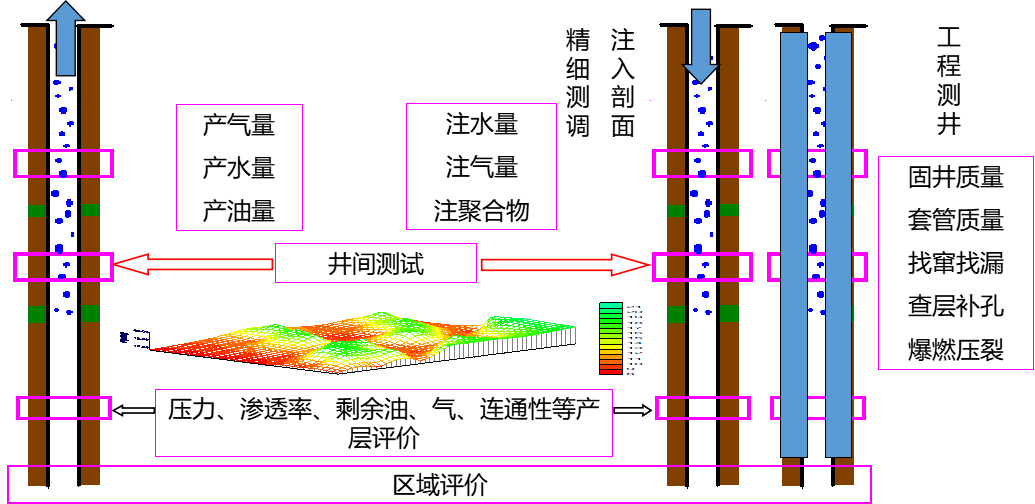 精细测调
注入剖面
工程测井
产气量
产水量
产油量
注水量
注气量
注聚合物
固井质量
套管质量
找窜找漏
查层补孔
爆燃压裂
井间测试
压力、渗透率、剩余油、气、连通性等产
层评价
区域评价